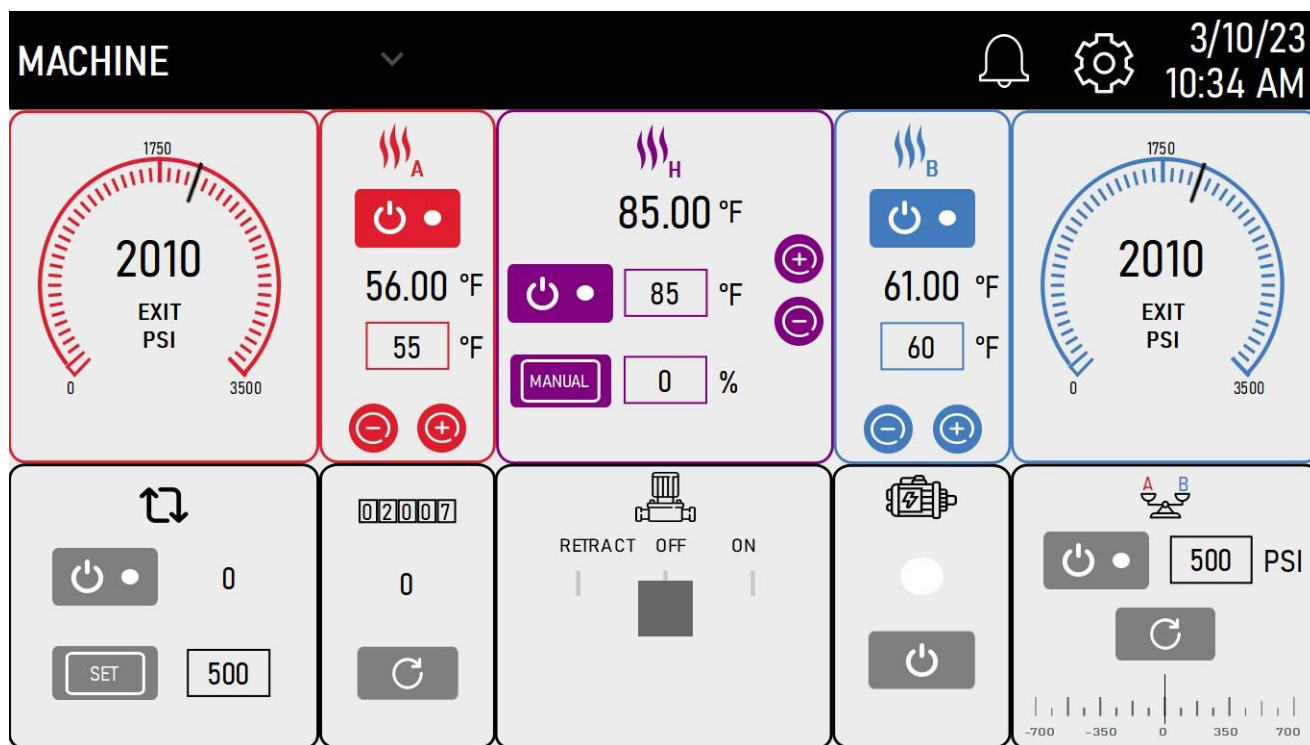 MACHINE
3/10/23
10:34 AM
1750
2010
EXIT
PSI
0
3500
A
56.00 °F
55 °F
H
85.00 °F
85 °F
MANUAL 0 %
B
61.00 °F
60 °F
1750
2010
EXIT
PSI
0
3500
0
SET 500
02007
0
RETRACT OFF ON
A B
500 PSI
-700 -350 0 350 700